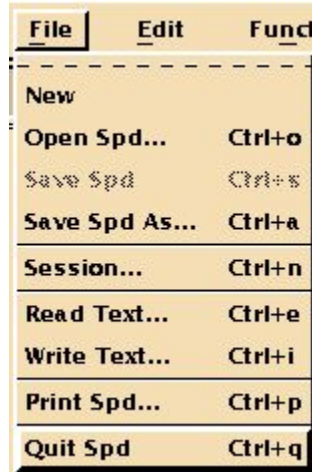 File Edit Funct
New
Open Spd... Ctrl+o
Save Spd Ctrl+s
Save Spd As... Ctrl+a
Session... Ctrl+n
Read Text... Ctrl+e
Write Text... Ctrl+i
Print Spd... Ctrl+p
Quit Spd Ctrl+q